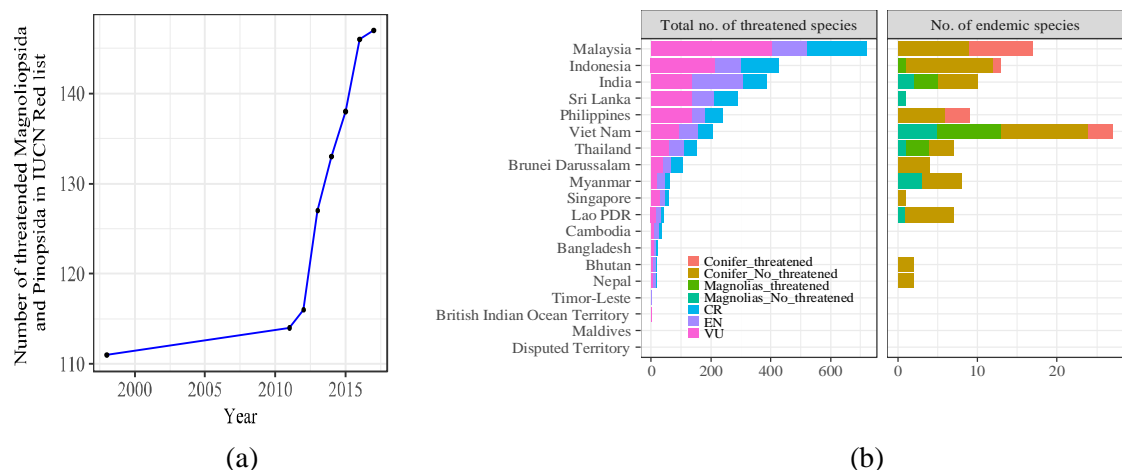 Number of threatended Magnoliopsida
and Pinopsida in IUCN Red list
140
130
120
110
2000
2005
2010
2015
Year
(a)
Total no. of threatened species
No. of endemic species
Malaysia
Indonesia
India
Sri Lanka
Philippines
Viet Nam
Thailand
Brunei Darussalam
Myanmar
Singapore
Lao PDR
Cambodia
Bangladesh
Bhutan
Nepal
Timor-Leste
British Indian Ocean Territory
Maldives
Disputed Territory
Conifer_threatened
Conifer_No_threatened
Magnolias_threatened
Magnolias_No_threatened
CR
EN
VU
0
200
400
600
0
10
20
(b)